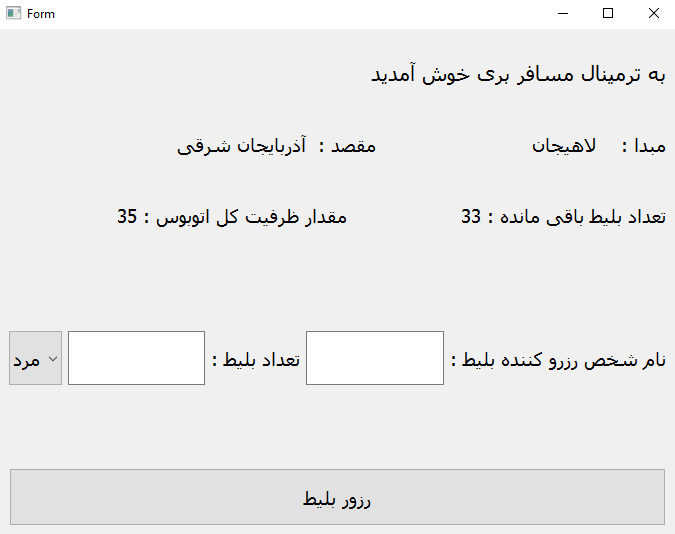 Form
به ترمینال مسافر بری خوش آمدید
مبدا : لاهیجان مقصد : آذربایجان شرقی
تعداد بلیط باقی مانده : 33 مقدار ظرفیت کل اتوبوس : 35
نام شخص رزرو کننده بلیط : تعداد بلیط : مرد
رزور بلیط